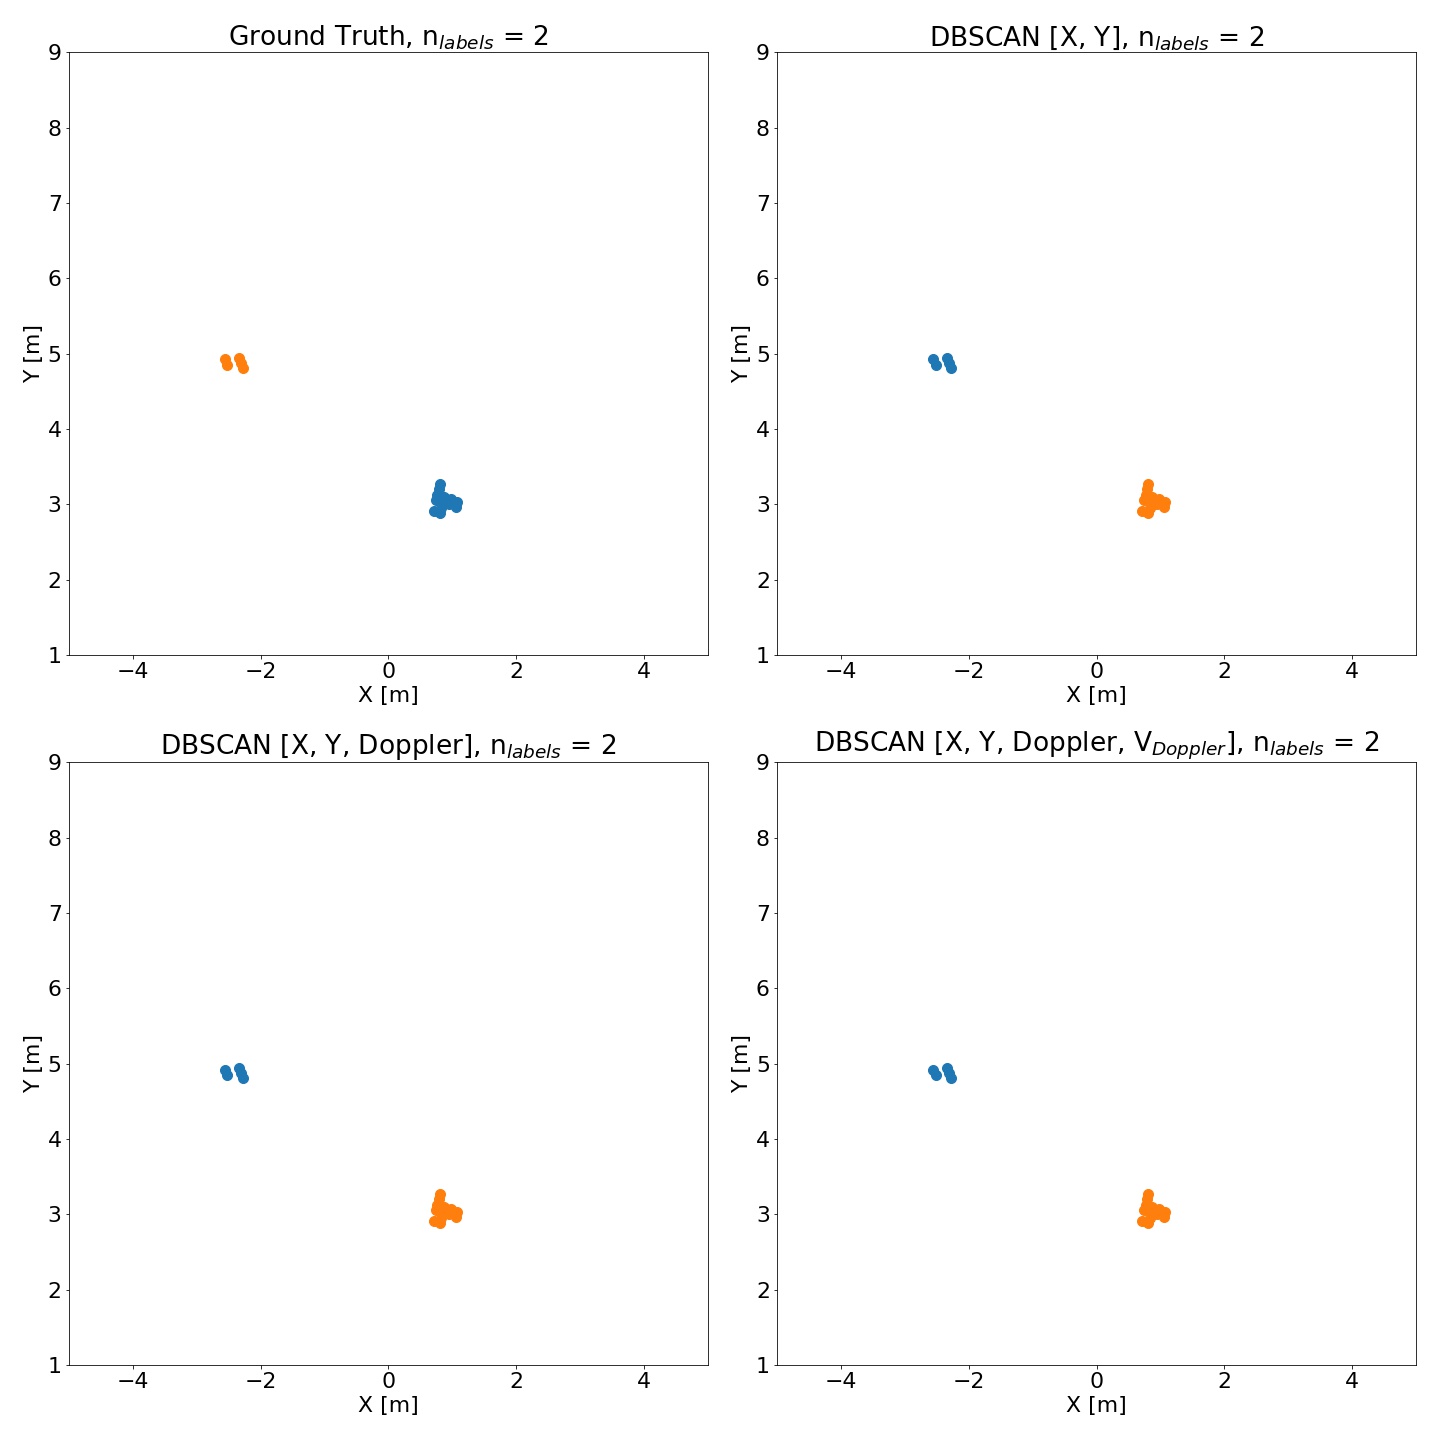 Ground Truth, n_labels = 2
9
8
7
6
5
4
3
2
1
Y [m]
−4 −2 0 2 4
X [m]
DBSCAN [X, Y], n_labels = 2
9
8
7
6
5
4
3
2
1
Y [m]
−4 −2 0 2 4
X [m]
DBSCAN [X, Y, Doppler], n_labels = 2
9
8
7
6
5
4
3
2
1
Y [m]
−4 −2 0 2 4
X [m]
DBSCAN [X, Y, Doppler, V_Doppler], n_labels = 2
9
8
7
6
5
4
3
2
1
Y [m]
−4 −2 0 2 4
X [m]